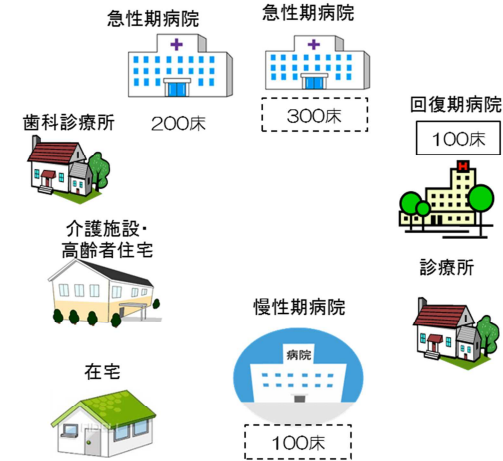 急性期病院
急性期病院
200床
300床
回復期病院
100床
H
歯科診療所
介護施設・
高齢者住宅
診療所
慢性期病院
病院
100床
在宅